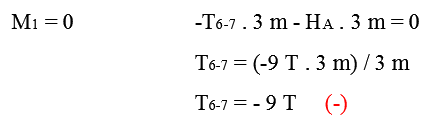 M1 = 0 -T6-7 . 3 m - HA . 3 m = 0
T6-7 = (-9 T . 3 m) / 3 m
T6-7 = - 9 T (-)